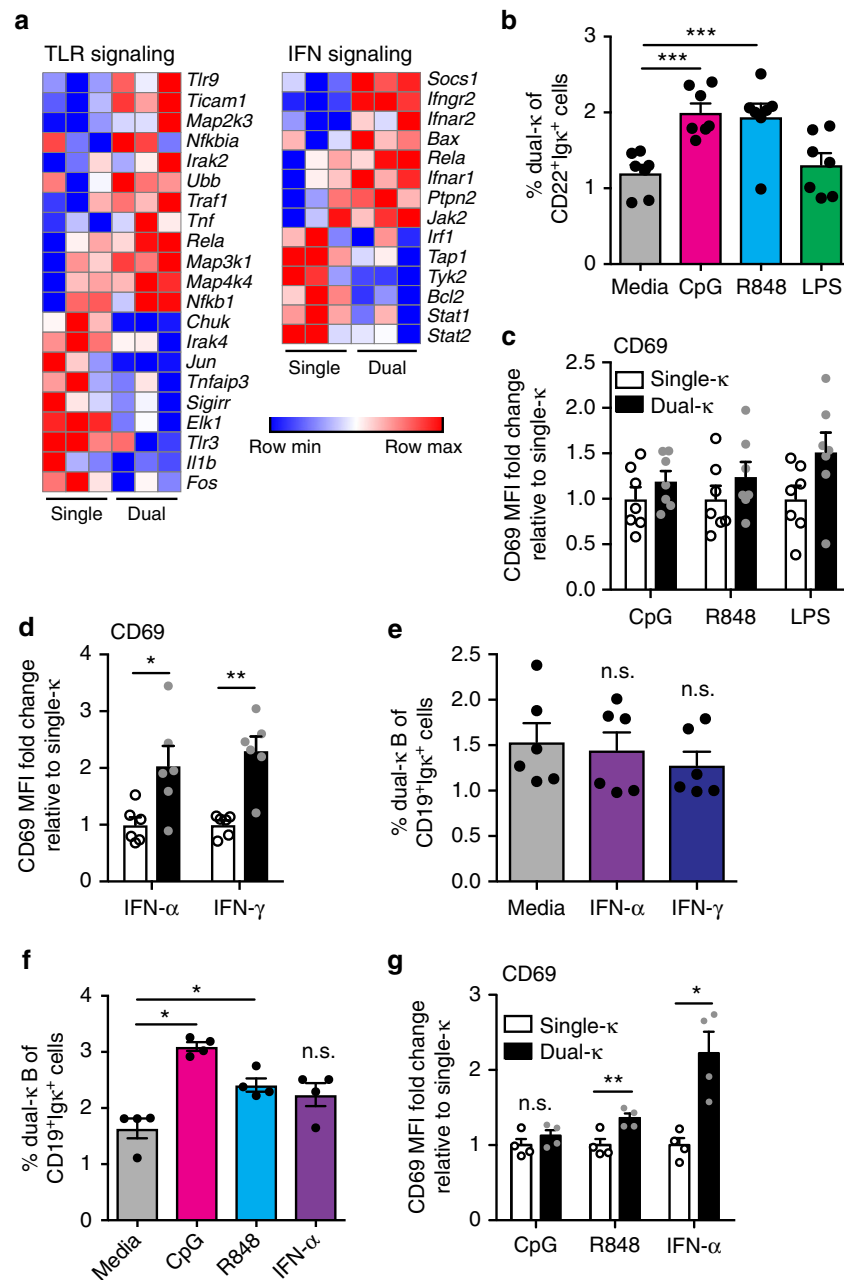 a
TLR signaling
Tlr9
Ticam1
Map2k3
Nfkbia
Irak2
Ubb
Traf1
Tnf
Rela
Map3k1
Map4k4
Nfkb1
Chuk
Irak4
Jun
Tnfaip3
Sigirr
Elk1
Tlr3
Il1b
Fos
Single
Dual
IFN signaling
Socs1
Ifngr2
Ifnar2
Bax
Rela
Ifnar1
Ptpn2
Jak2
Irf1
Tap1
Tyk2
Bcl2
Stat1
Stat2
Single
Dual
Row min
Row max
b
% dual-κ of
CD22⁺Igκ⁺ cells
3
2
1
0
***
***
Media
CpG
R848
LPS
c
CD69
Single-κ
Dual-κ
CD69 MFI fold change
relative to single-κ
2.5
2.0
1.5
1.0
0.5
0.0
CpG
R848
LPS
d
CD69
CD69 MFI fold change
relative to single-κ
4
3
2
1
0
*
**
IFN-α
IFN-γ
e
% dual-κ B of
CD19⁺Igκ⁺ cells
2.5
2.0
1.5
1.0
0.5
0.0
n.s.
n.s.
Media
IFN-α
IFN-γ
f
% dual-κ B of
CD19⁺Igκ⁺ cells
4
3
2
1
0
*
*
n.s.
Media
CpG
R848
IFN-α
g
CD69
Single-κ
Dual-κ
CD69 MFI fold change
relative to single-κ
3
2
1
0
n.s.
**
*
CpG
R848
IFN-α